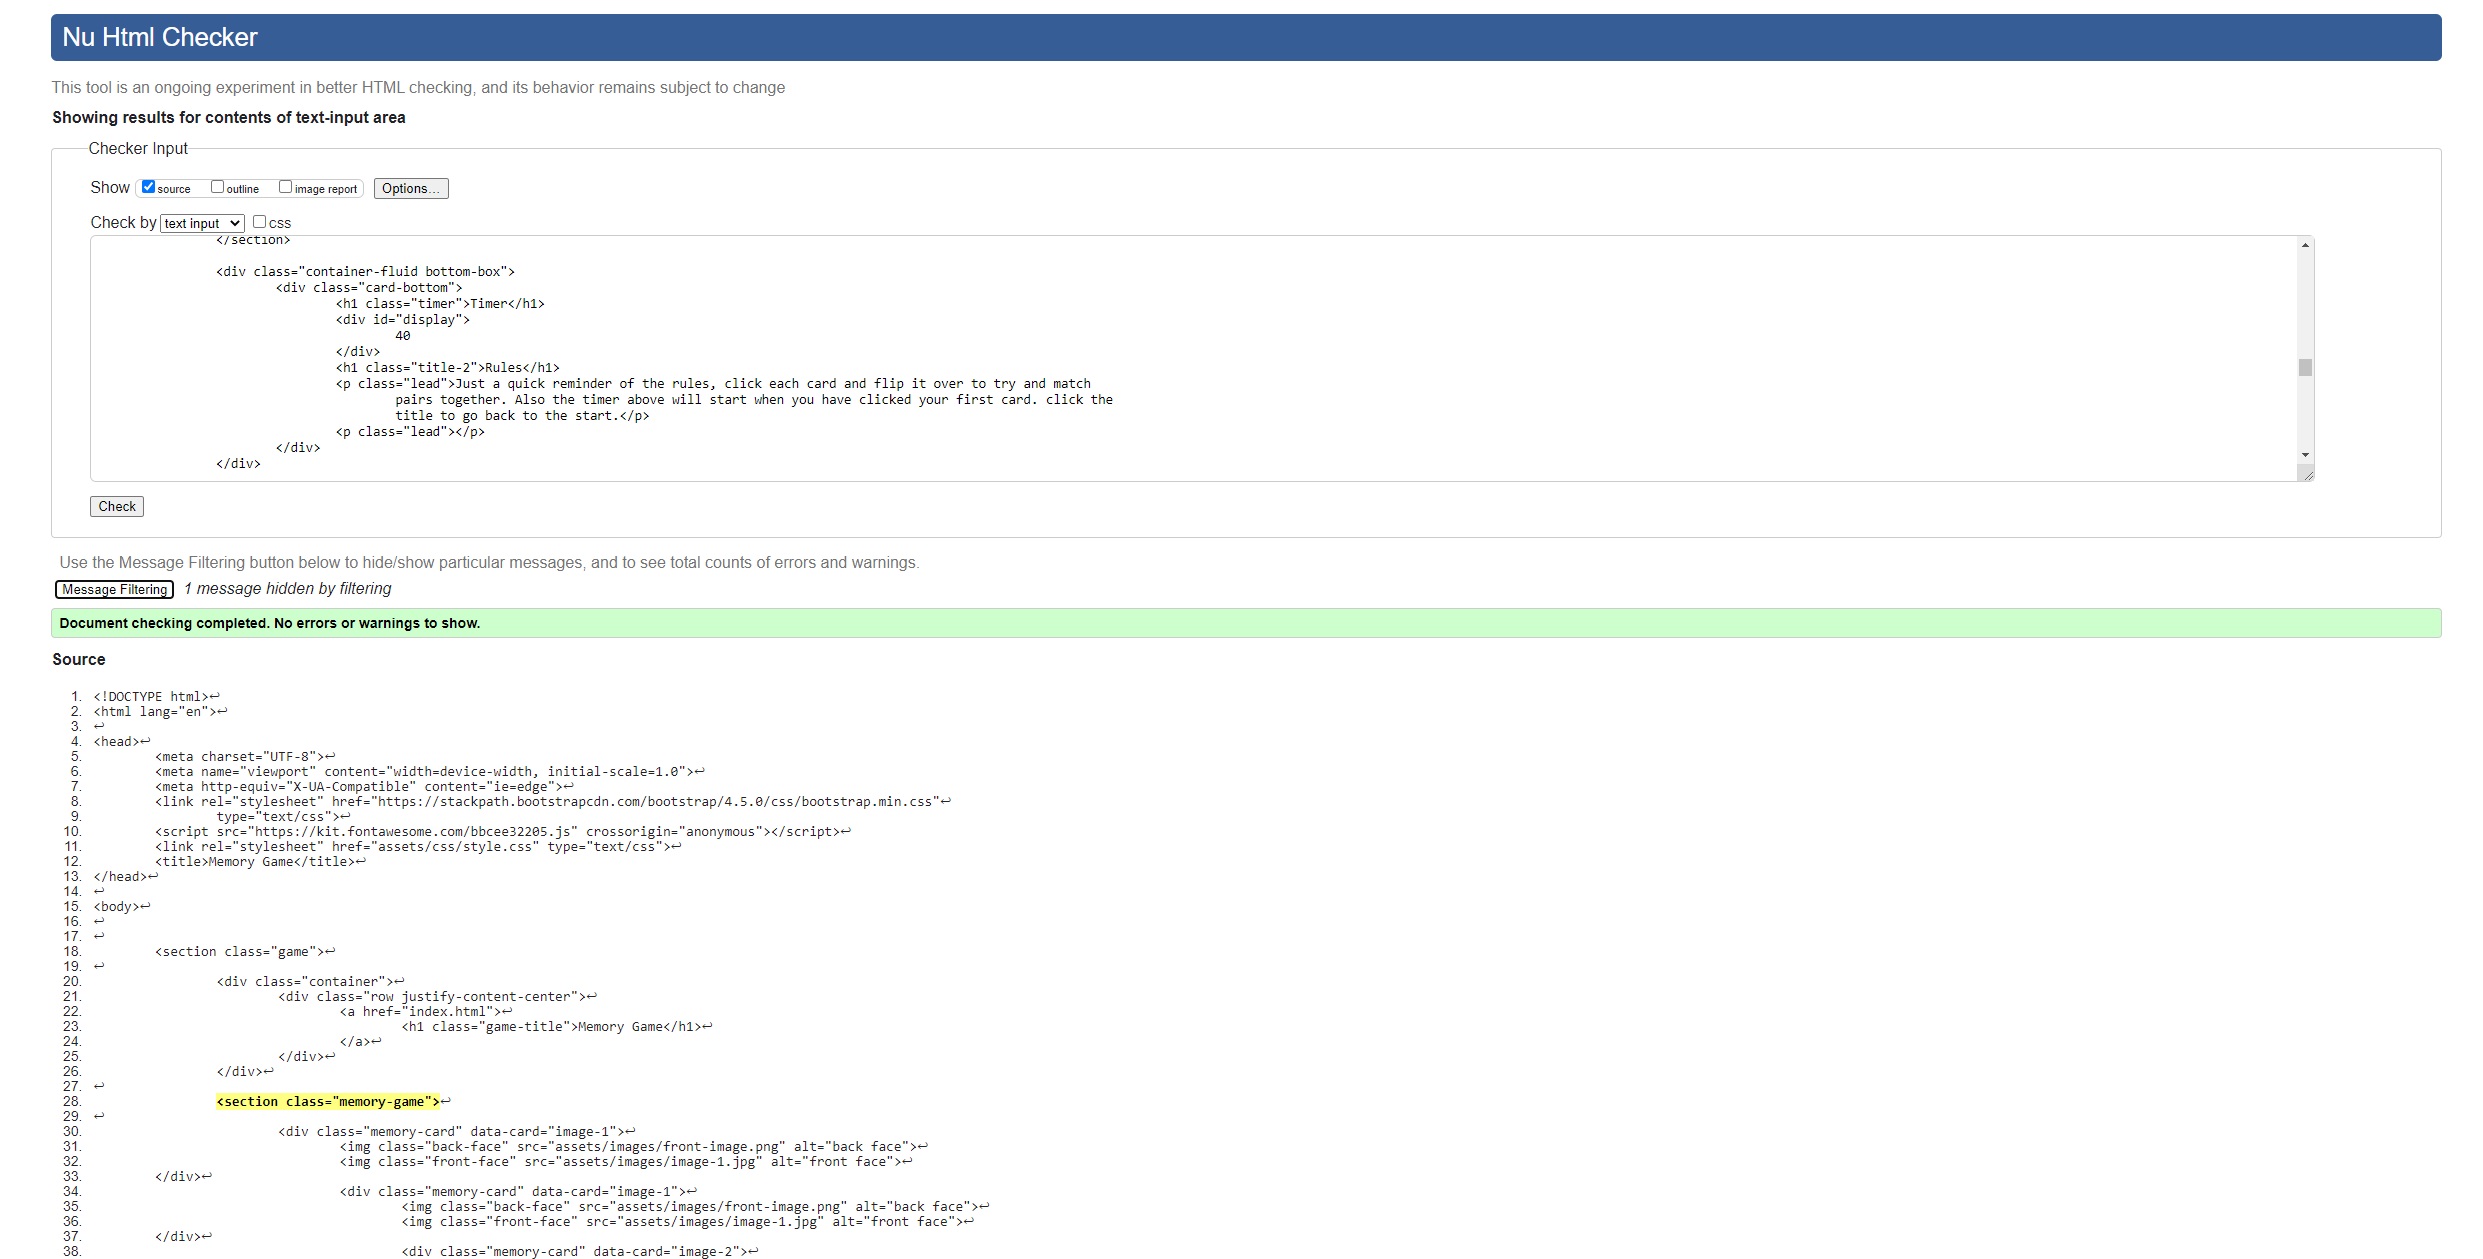 Nu Html Checker
This tool is an ongoing experiment in better HTML checking, and its behavior remains subject to change
Showing results for contents of text-input area
Checker Input
Show source outline image report Options...
Check by text input css
</section>
<div class="container-fluid bottom-box">
<div class="card-bottom">
<h1 class="timer">Timer</h1>
<div id="display">
40
</div>
<h1 class="title-2">Rules</h1>
<p class="lead">Just a quick reminder of the rules, click each card and flip it over to try and match
pairs together. Also the timer above will start when you have clicked your first card. click the
title to go back to the start.</p>
<p class="lead"></p>
</div>
</div>
Check
Use the Message Filtering button below to hide/show particular messages, and to see total counts of errors and warnings.
Message Filtering 1 message hidden by filtering
Document checking completed. No errors or warnings to show.
Source
1. <!DOCTYPE html>↩
2. <html lang="en">↩
3. ↩
4. <head>↩
5. <meta charset="UTF-8">↩
6. <meta name="viewport" content="width=device-width, initial-scale=1.0">↩
7. <meta http-equiv="X-UA-Compatible" content="ie=edge">↩
8. <link rel="stylesheet" href="https://stackpath.bootstrapcdn.com/bootstrap/4.5.0/css/bootstrap.min.css"↩
9. type="text/css">↩
10. <script src="https://kit.fontawesome.com/bbcee32205.js" crossorigin="anonymous"></script>↩
11. <link rel="stylesheet" href="assets/css/style.css" type="text/css">↩
12. <title>Memory Game</title>↩
13. </head>↩
14. ↩
15. <body>↩
16. ↩
17. ↩
18. <section class="game">↩
19. ↩
20. <div class="container">↩
21. <div class="row justify-content-center">↩
22. <a href="index.html">↩
23. <h1 class="game-title">Memory Game</h1>↩
24. </a>↩
25. </div>↩
26. </div>↩
27. ↩
28. <section class="memory-game">↩
29. ↩
30. <div class="memory-card" data-card="image-1">↩
31. <img class="back-face" src="assets/images/front-image.png" alt="back face">↩
32. <img class="front-face" src="assets/images/image-1.jpg" alt="front face">↩
33. </div>↩
34. <div class="memory-card" data-card="image-1">↩
35. <img class="back-face" src="assets/images/front-image.png" alt="back face">↩
36. <img class="front-face" src="assets/images/image-1.jpg" alt="front face">↩
37. </div>↩
38. <div class="memory-card" data-card="image-2">↩